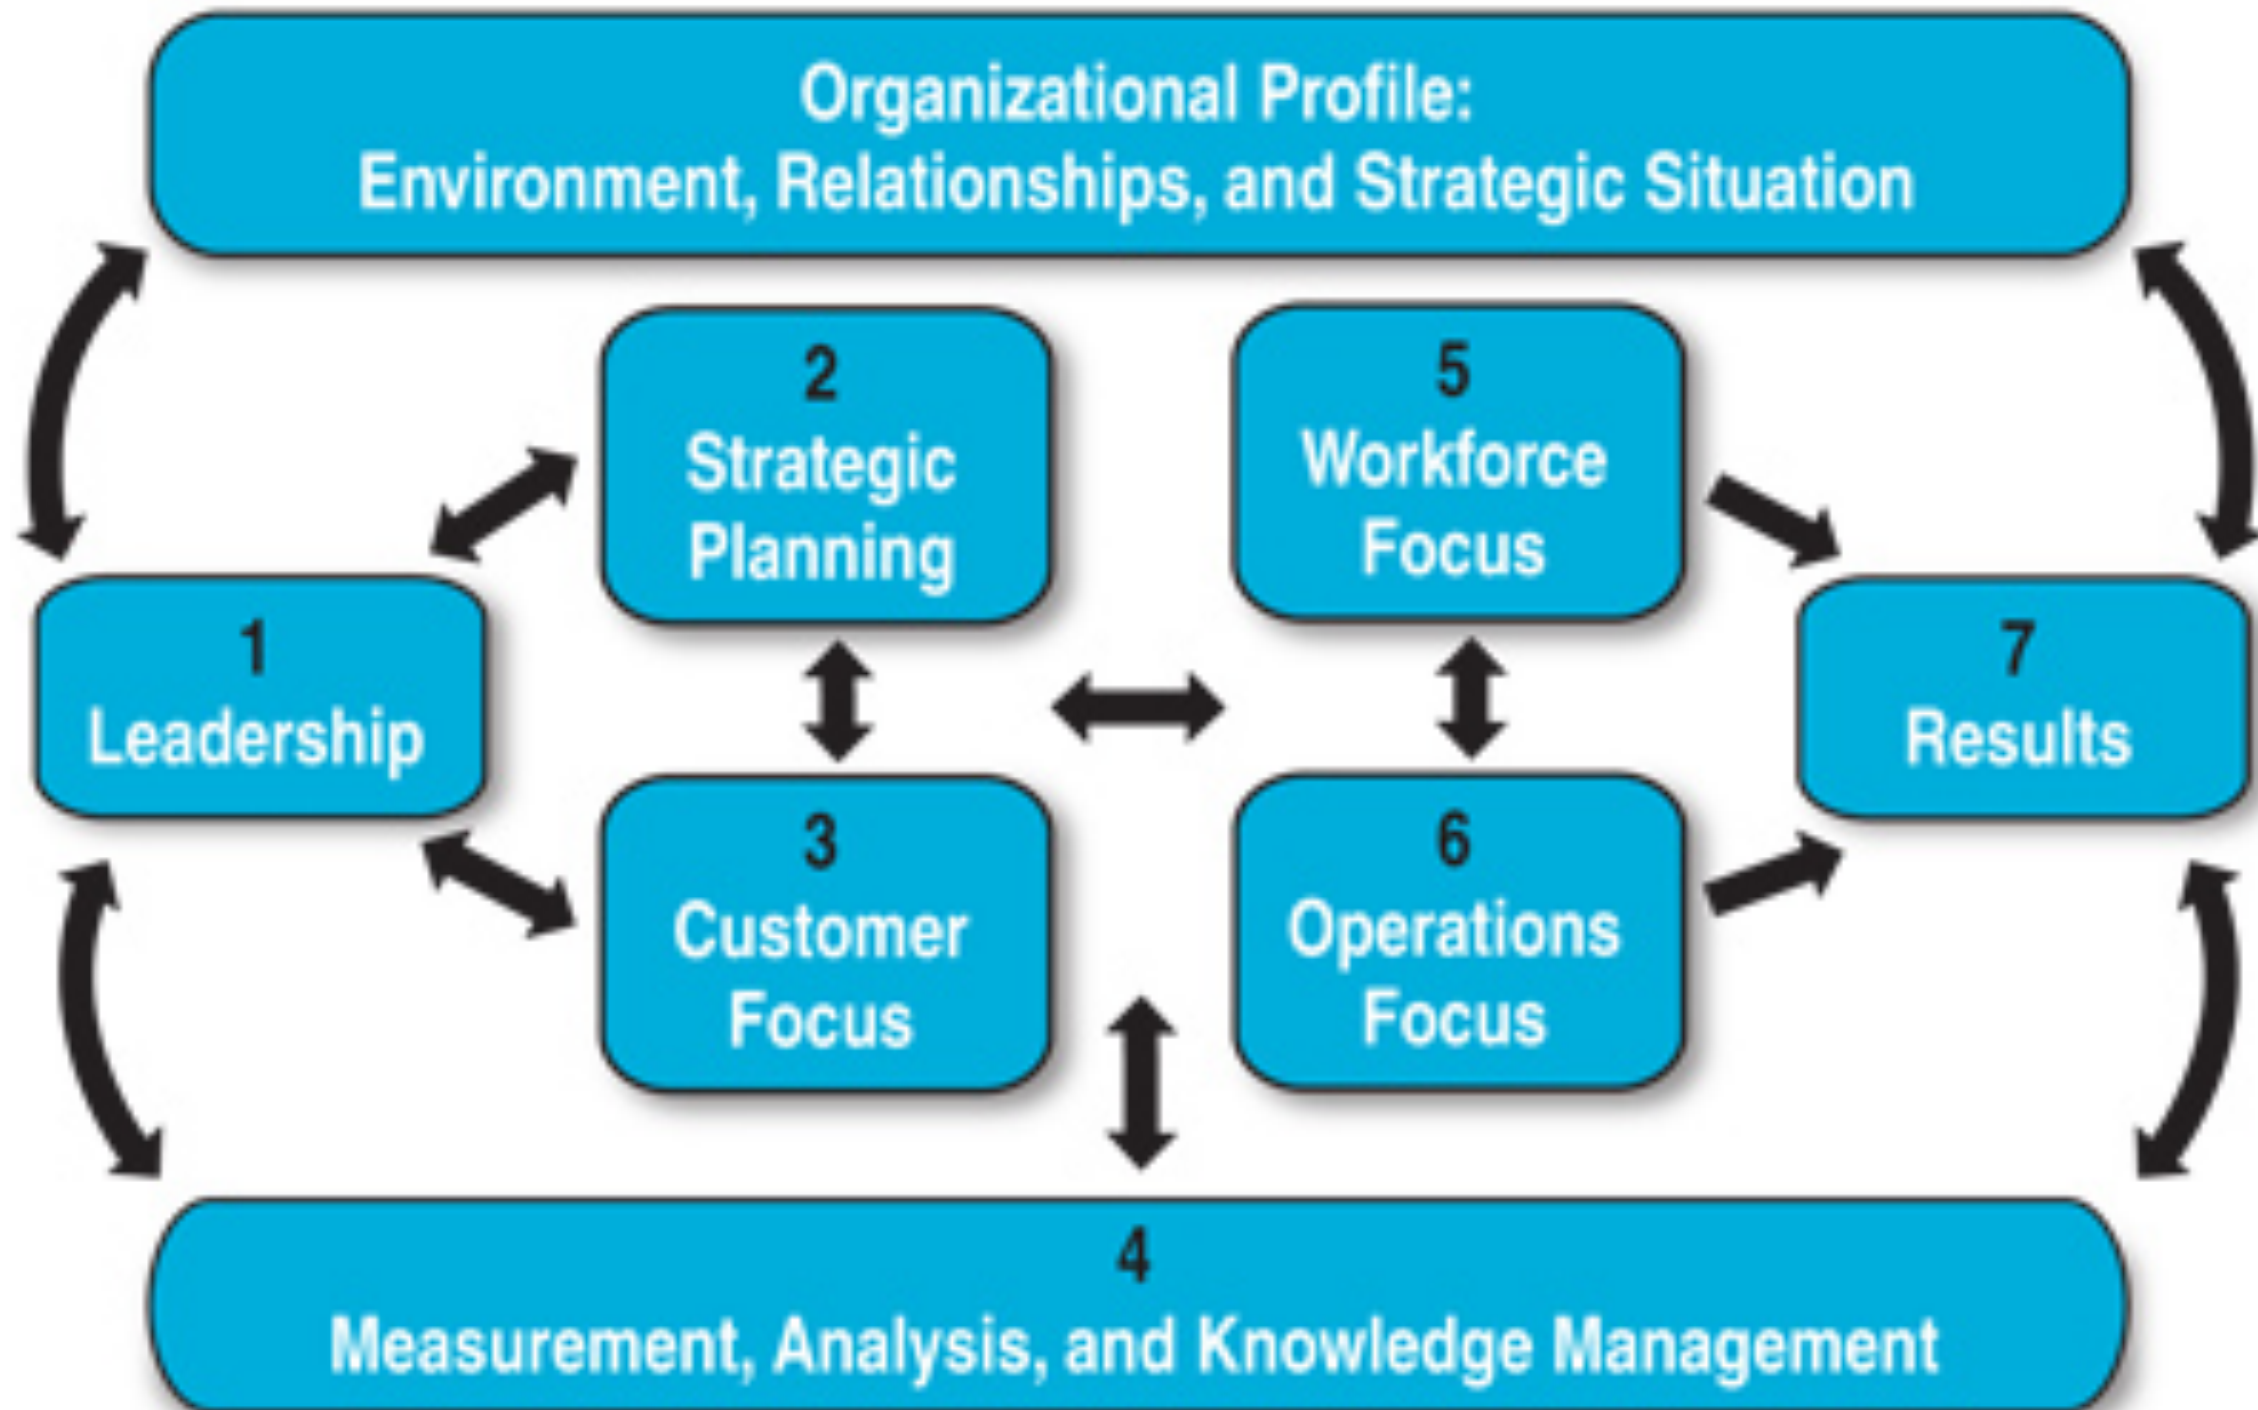 Organizational Profile:
Environment, Relationships, and Strategic Situation
2
Strategic
Planning
5
Workforce
Focus
1
Leadership
7
Results
3
Customer
Focus
6
Operations
Focus
4
Measurement, Analysis, and Knowledge Management